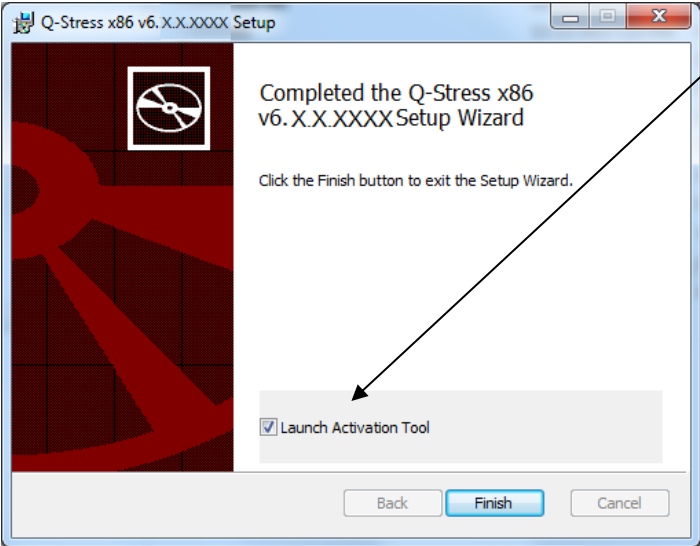 Q-Stress x86 v6. X.X.XXXX Setup
Completed the Q-Stress x86
v6. X.X.XXXX Setup Wizard
Click the Finish button to exit the Setup Wizard.
Launch Activation Tool
Back Finish Cancel